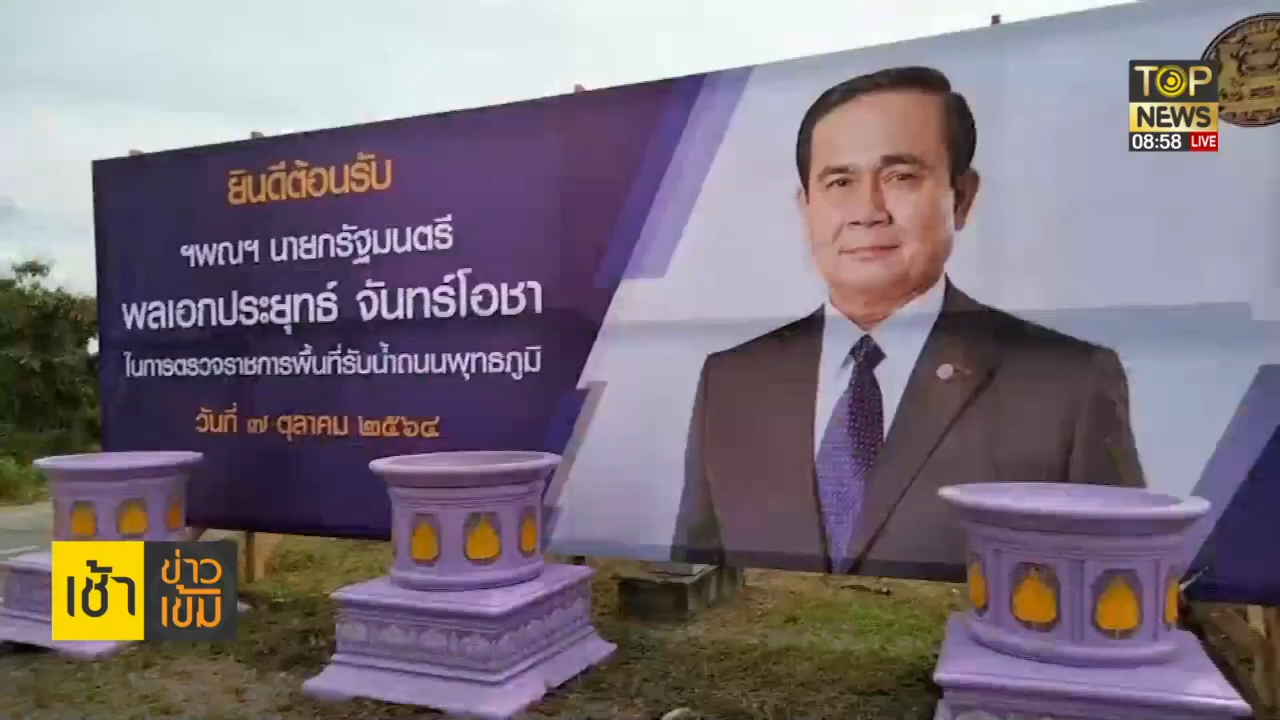 ยินดีต้อนรับ
ฯพณฯ นายกรัฐมนตรี
พลเอกประยุทธ์ จันทร์โอชา
ในการตรวจราชการพื้นที่รับน้ำถนนพุทธภูมิ
วันที่ ๗ ตุลาคม ๒๕๖๔
TOP
NEWS
08:58 LIVE
เช้า
ข่าว
เข้ม